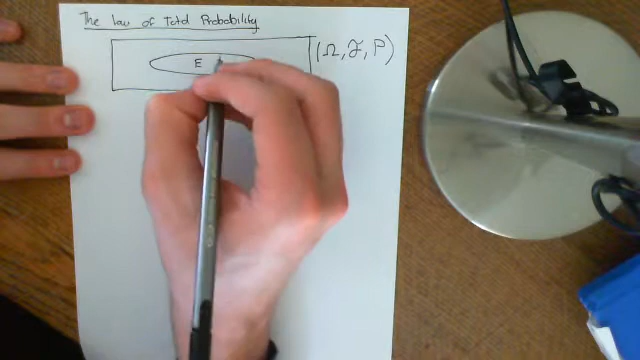 The Law of Total Probability
(Ω, ℱ, P)
E